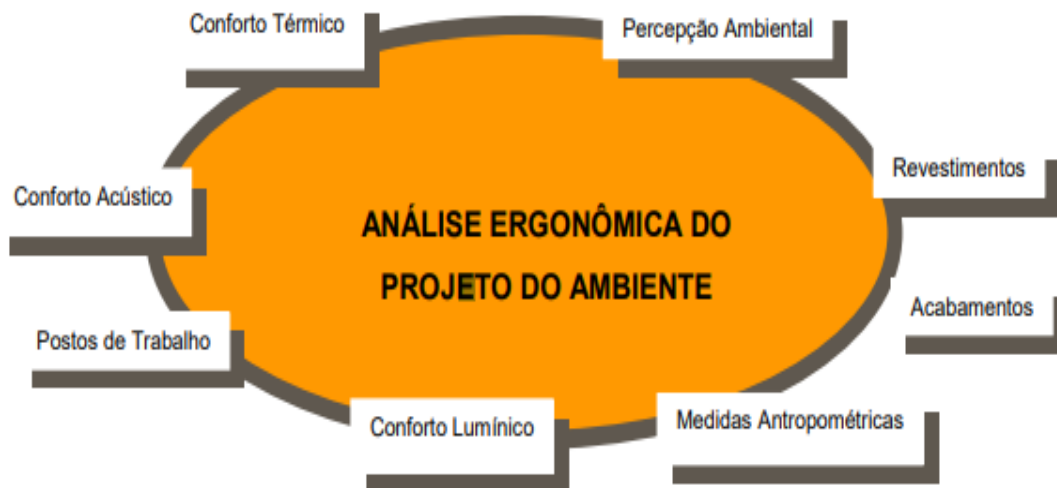 Conforto Térmico
Percepção Ambiental
Revestimentos
Conforto Acústico
ANÁLISE ERGONÔMICA DO
PROJETO DO AMBIENTE
Acabamentos
Postos de Trabalho
Medidas Antropométricas
Conforto Lumínico